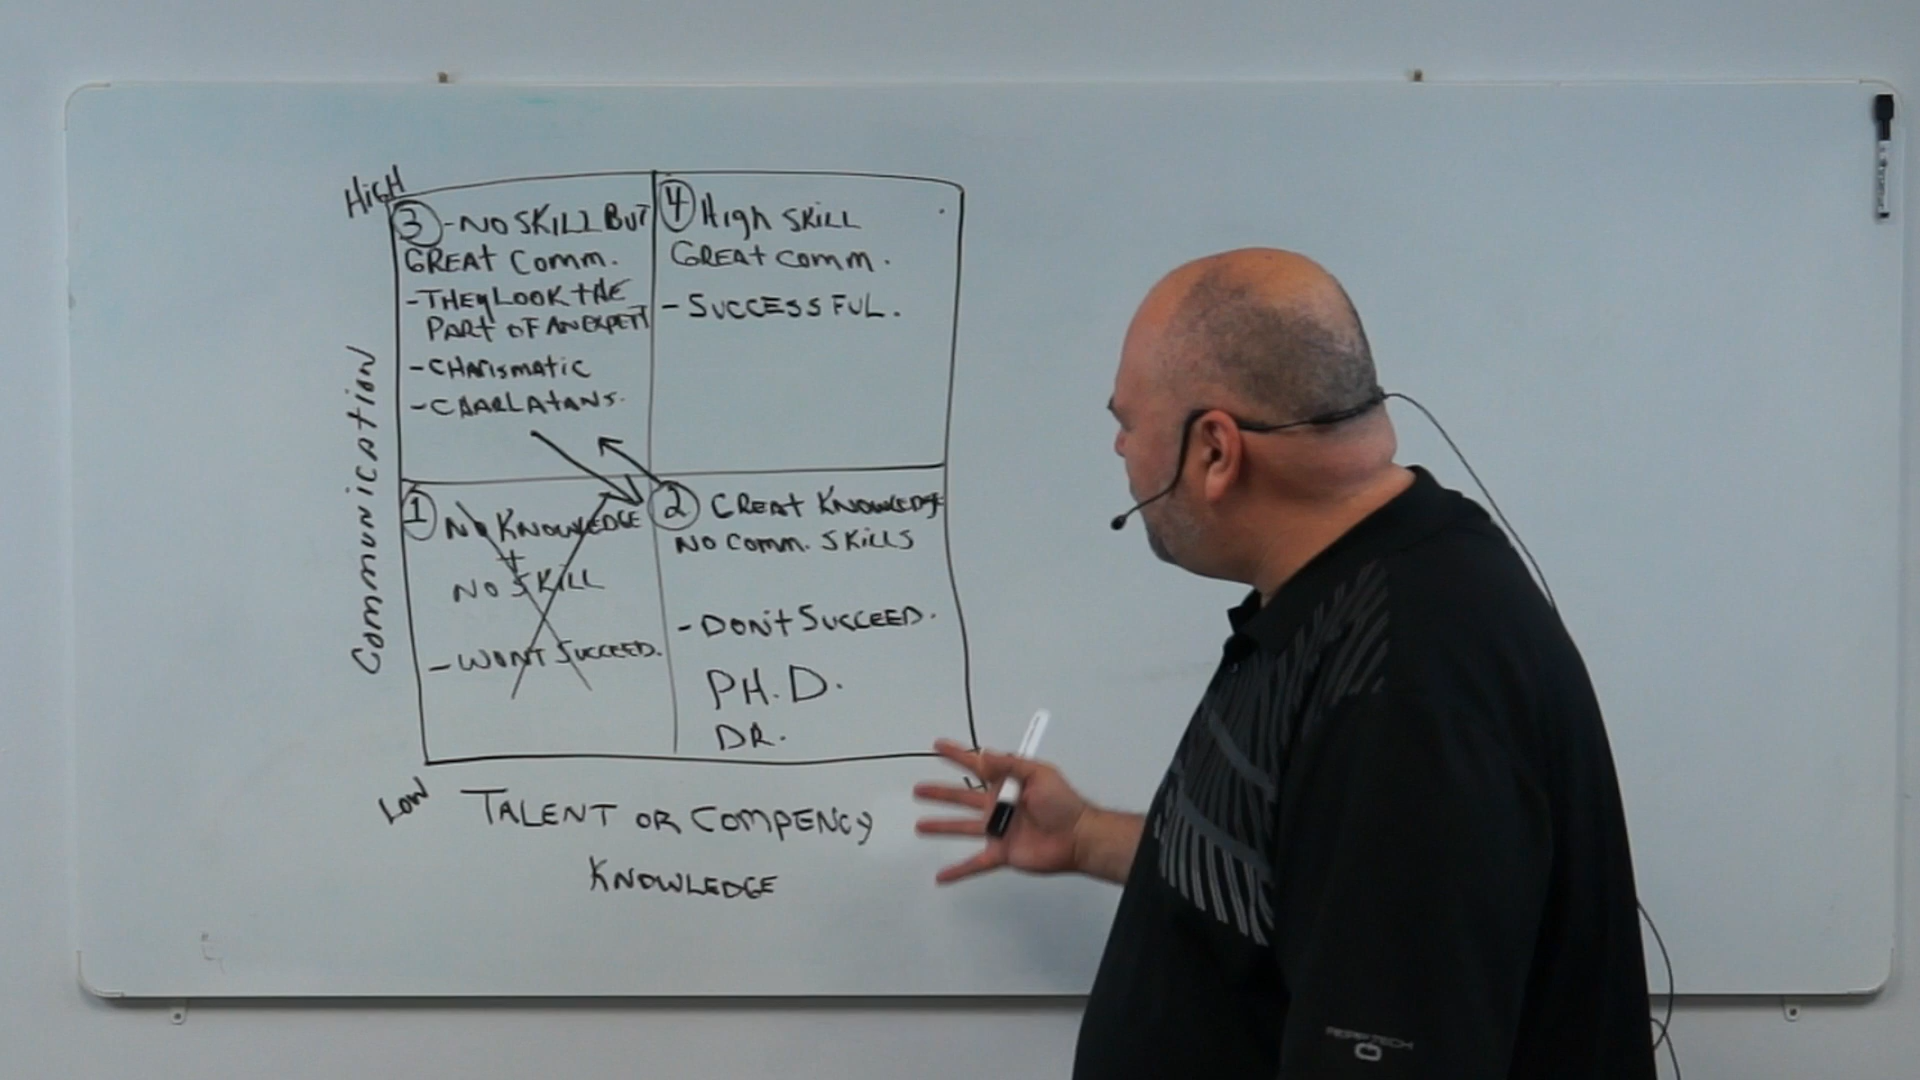 HIGH
3 - NO SKILL BUT
GREAT COMM.
- THEY LOOK THE
PART OF AN EXPERT
- CHARISMATIC
- CHARLATANS.
4 HIGH SKILL
GREAT COMM.
- SUCCESSFUL.
1 NO KNOWLEDGE
+
NO SKILL
- WONT SUCCEED.
2 GREAT KNOWLEDGE
NO COMM. SKILLS
- DON'T SUCCEED.
PH.D.
DR.
COMMUNICATION
LOW
TALENT OR COMPENCY
KNOWLEDGE